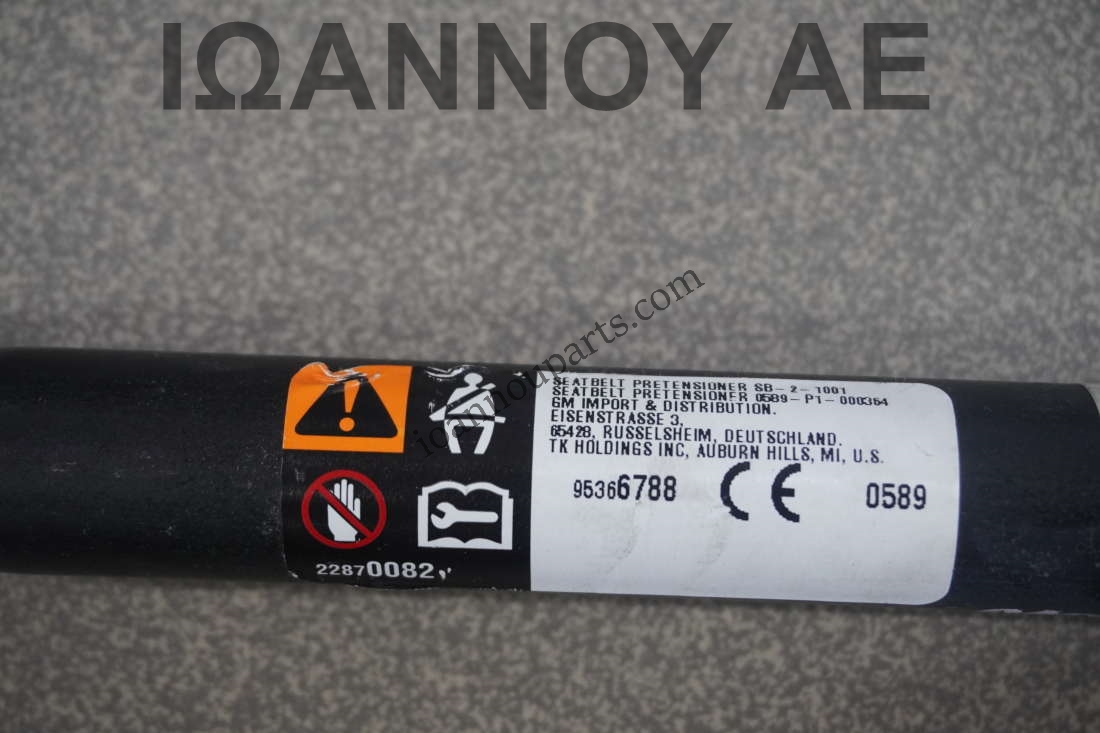 ΙΩΑΝΝΟΥ ΑΕ
ioannouparts.com
SEATBELT PRETENSIONER SB-2-1001
SEATBELT PRETENSIONER 0589-P1-000364
GM IMPORT & DISTRIBUTION.
EISENSTRASSE 3,
65428, RUSSELSHEIM, DEUTSCHLAND.
TK HOLDINGS INC, AUBURN HILLS, MI, U.S.
95366788 CE 0589
22870082